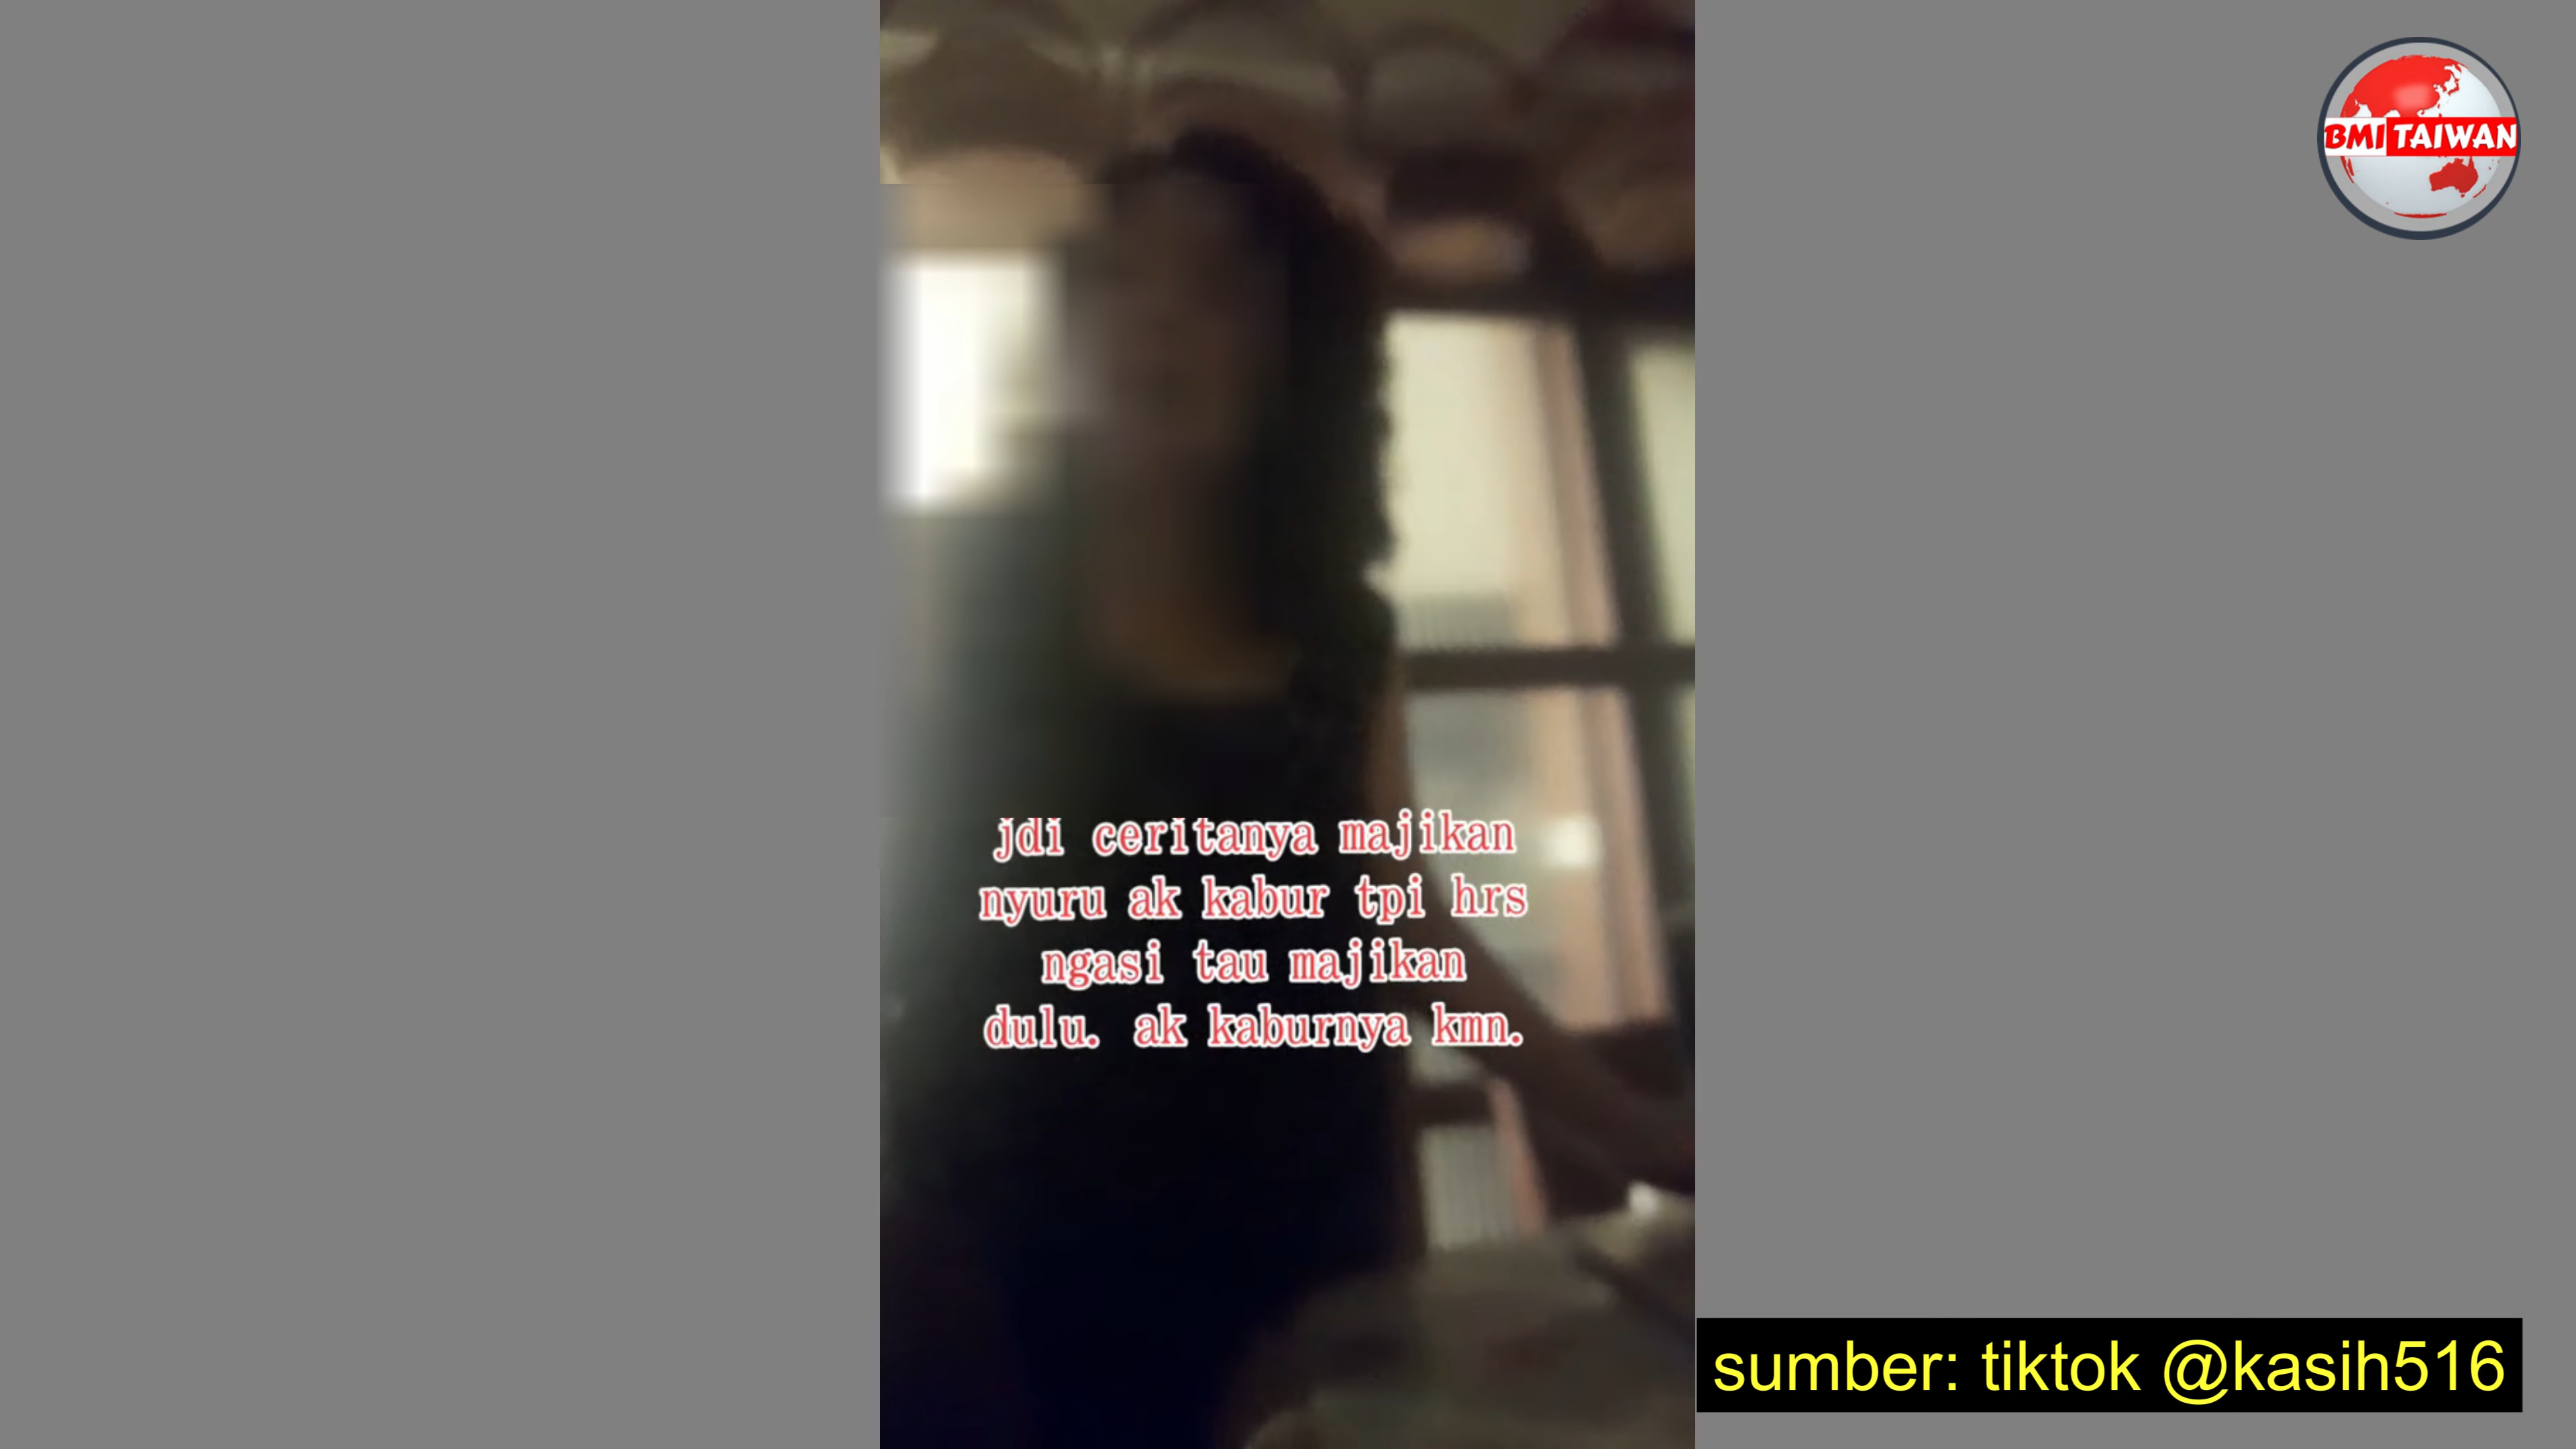 BMI TAIWAN
jdi ceritanya majikan
nyuru ak kabur tpi hrs
ngasi tau majikan
dulu. ak kaburnya kmn.
sumber: tiktok @kasih516